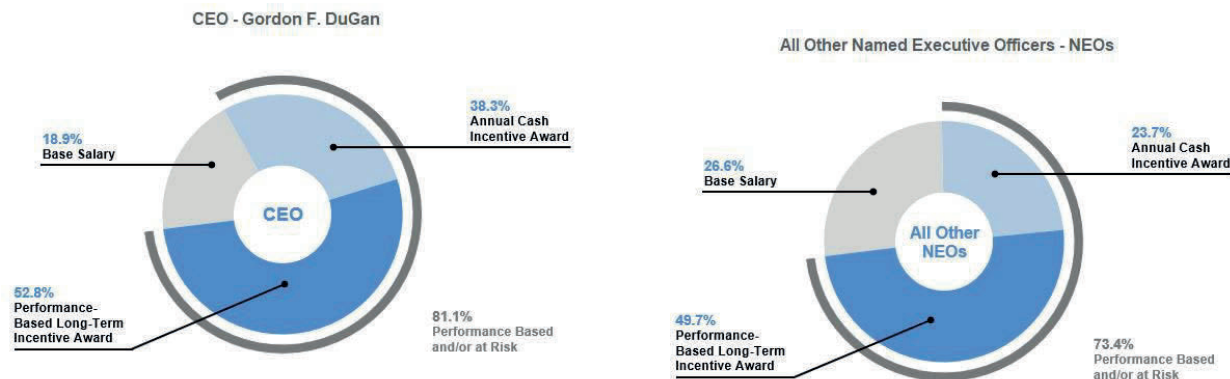 CEO - Gordon F. DuGan
38.3%
Annual Cash
Incentive Award
18.9%
Base Salary
CEO
52.8%
Performance-
Based Long-Term
Incentive Award
81.1%
Performance Based
and/or at Risk
All Other Named Executive Officers - NEOs
23.7%
Annual Cash
Incentive Award
26.6%
Base Salary
All Other
NEOs
49.7%
Performance-
Based Long-Term
Incentive Award
73.4%
Performance Based
and/or at Risk